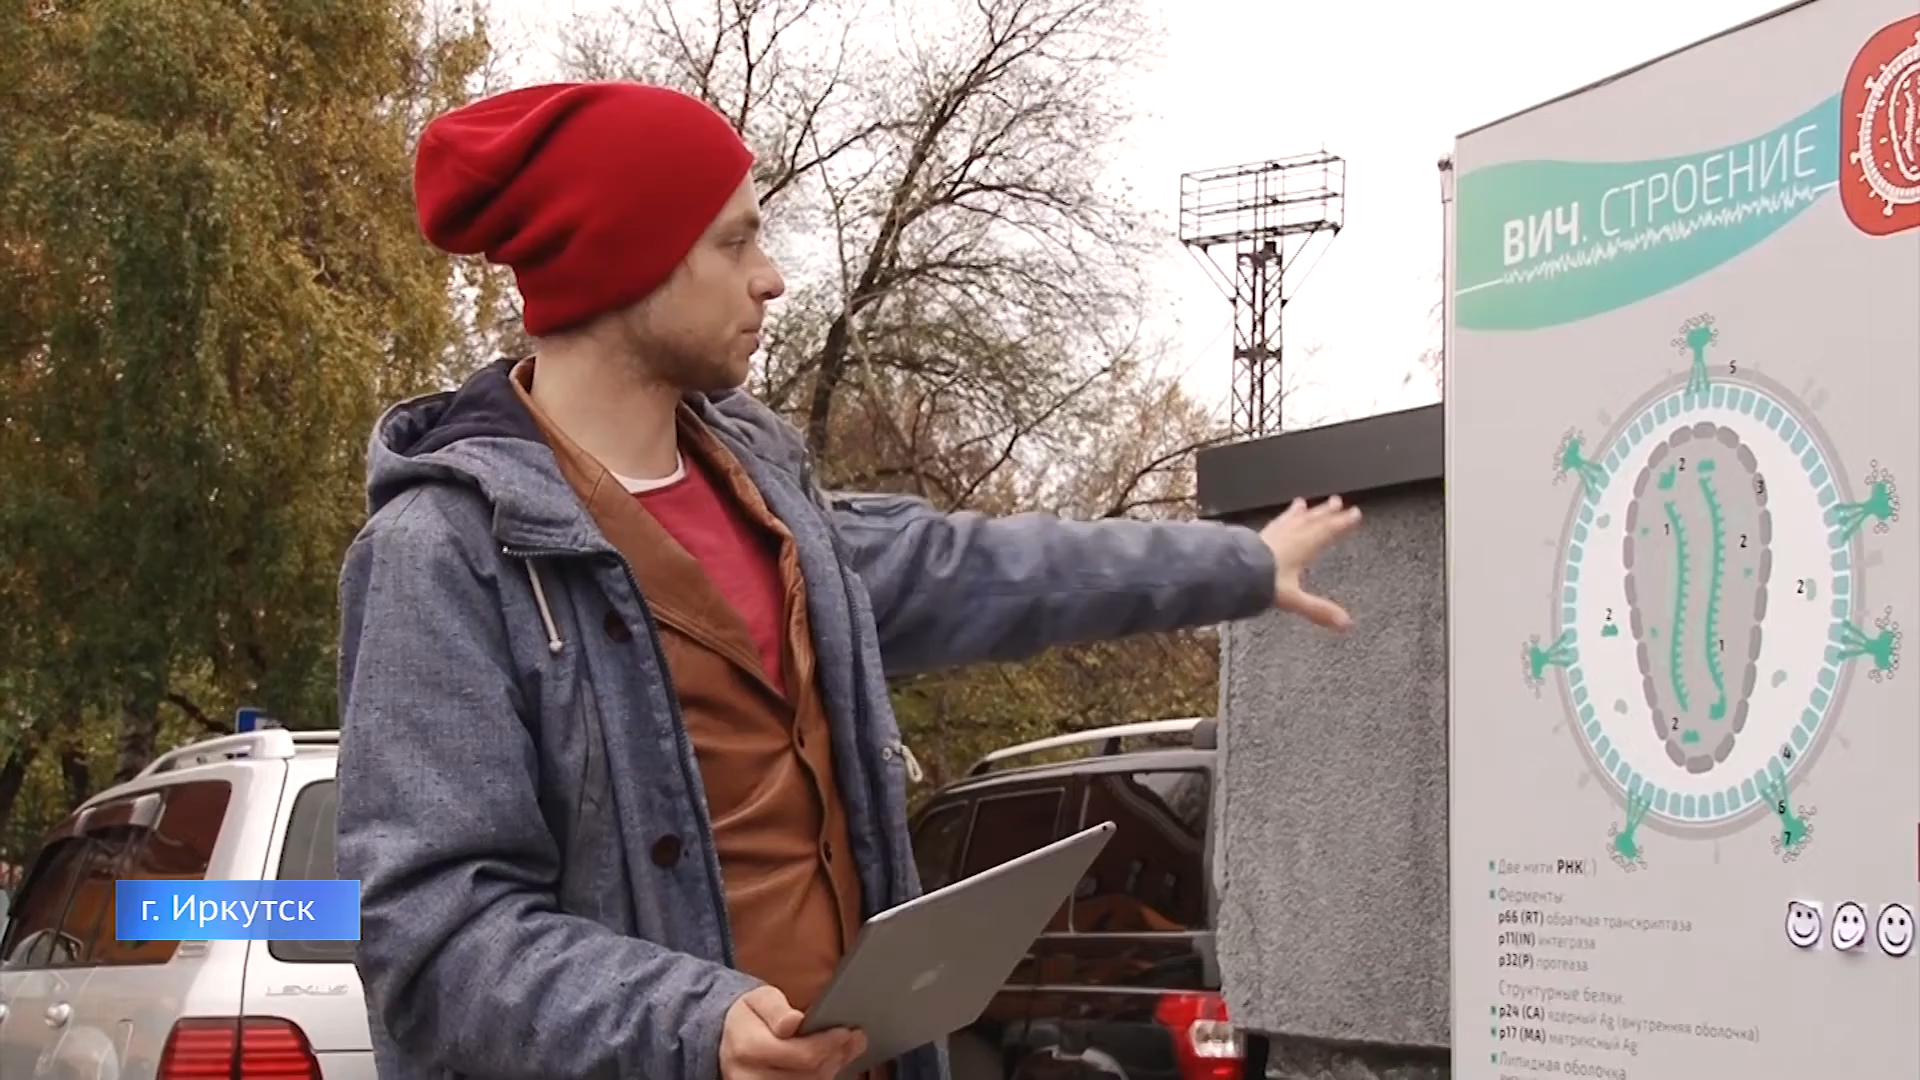 ВИЧ. СТРОЕНИЕ
5
2
3
1
2
2
2
1
2
4
6
7
Две нити РНК(.)
Ферменты:
p66 (RT) обратная транскриптаза
p11(IN) интеграза
p32(P) протеаза
Структурные белки:
p24 (CA) ядерный Ag (внутренняя оболочка)
p17 (MA) матриксный Ag
Липидная оболочка
г. Иркутск
LEXUS